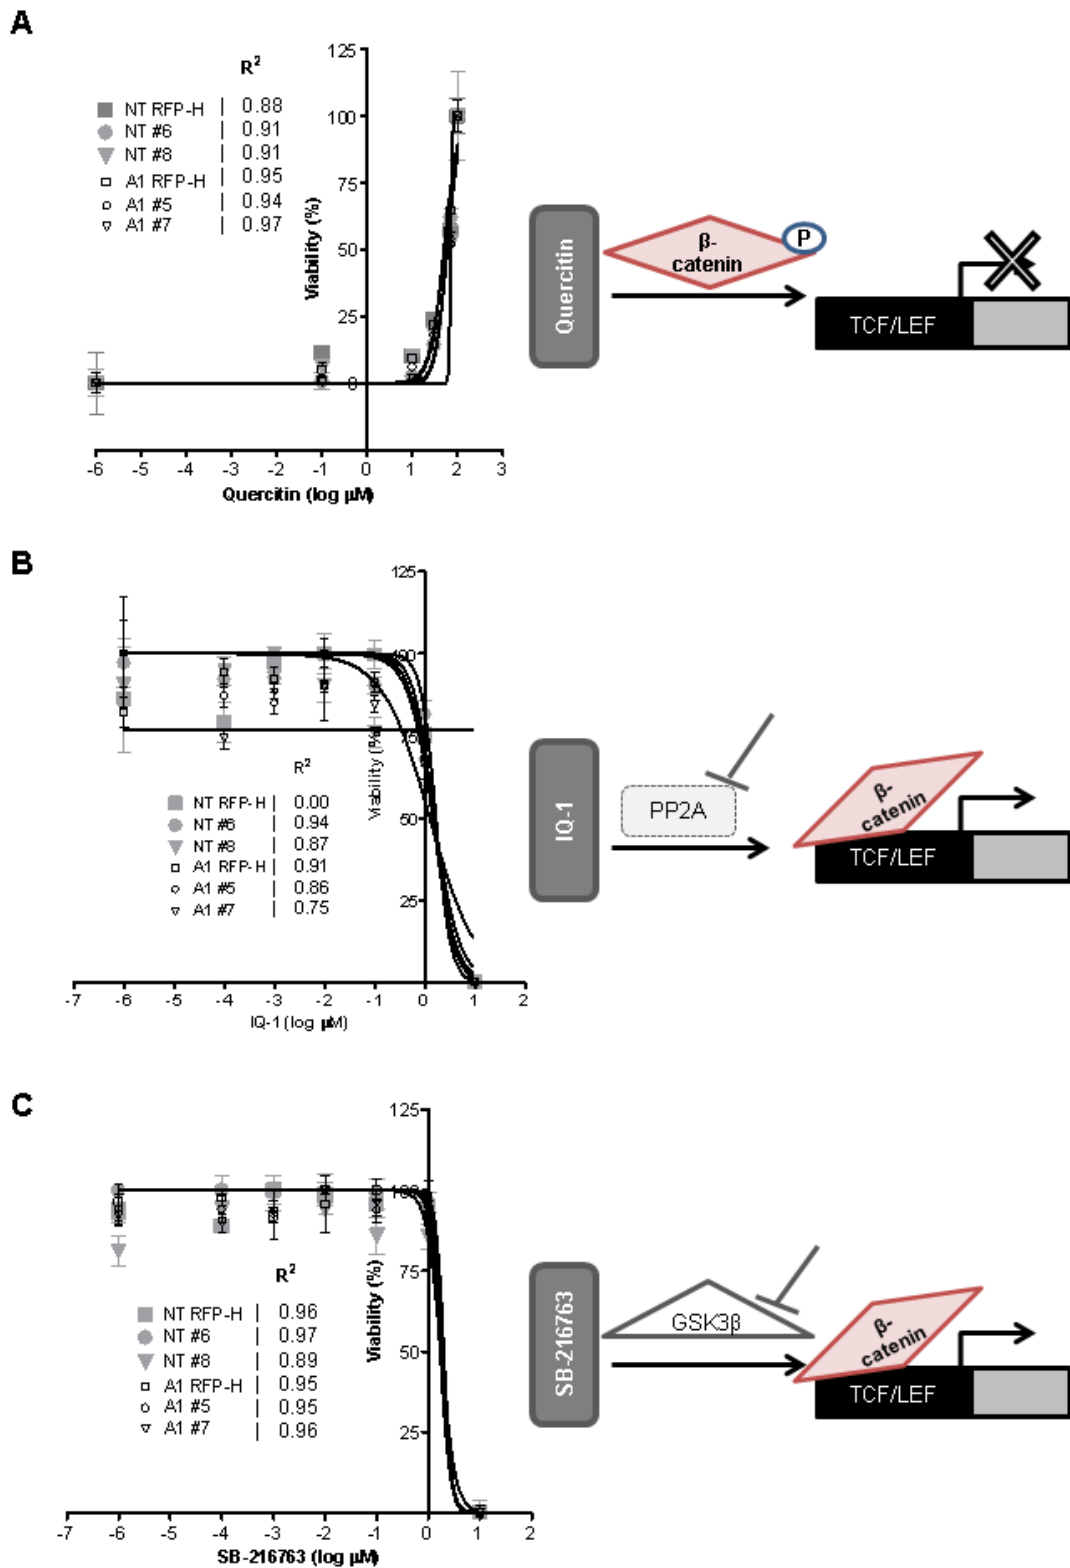 A
125
R²
NT RFP-H | 0.88
NT #6 | 0.91
NT #8 | 0.91
A1 RFP-H | 0.95
A1 #5 | 0.94
A1 #7 | 0.97
100
75
50
25
0
Viability (%)
-6 -5 -4 -3 -2 -1 0 1 2 3
Quercitin (log µM)
Quercitin
β-
catenin
P
TCF/LEF
B
125
100
75
50
25
Viability (%)
R²
NT RFP-H | 0.00
NT #6 | 0.94
NT #8 | 0.87
A1 RFP-H | 0.91
A1 #5 | 0.86
A1 #7 | 0.75
-7 -6 -5 -4 -3 -2 -1 0 1 2
IQ-1 (log µM)
IQ-1
PP2A
β-
catenin
TCF/LEF
C
125
100
75
50
25
Viability (%)
R²
NT RFP-H | 0.96
NT #6 | 0.97
NT #8 | 0.89
A1 RFP-H | 0.95
A1 #5 | 0.95
A1 #7 | 0.96
-7 -6 -5 -4 -3 -2 -1 0 1 2
SB-216763 (log µM)
SB-216763
GSK3β
β-
catenin
TCF/LEF